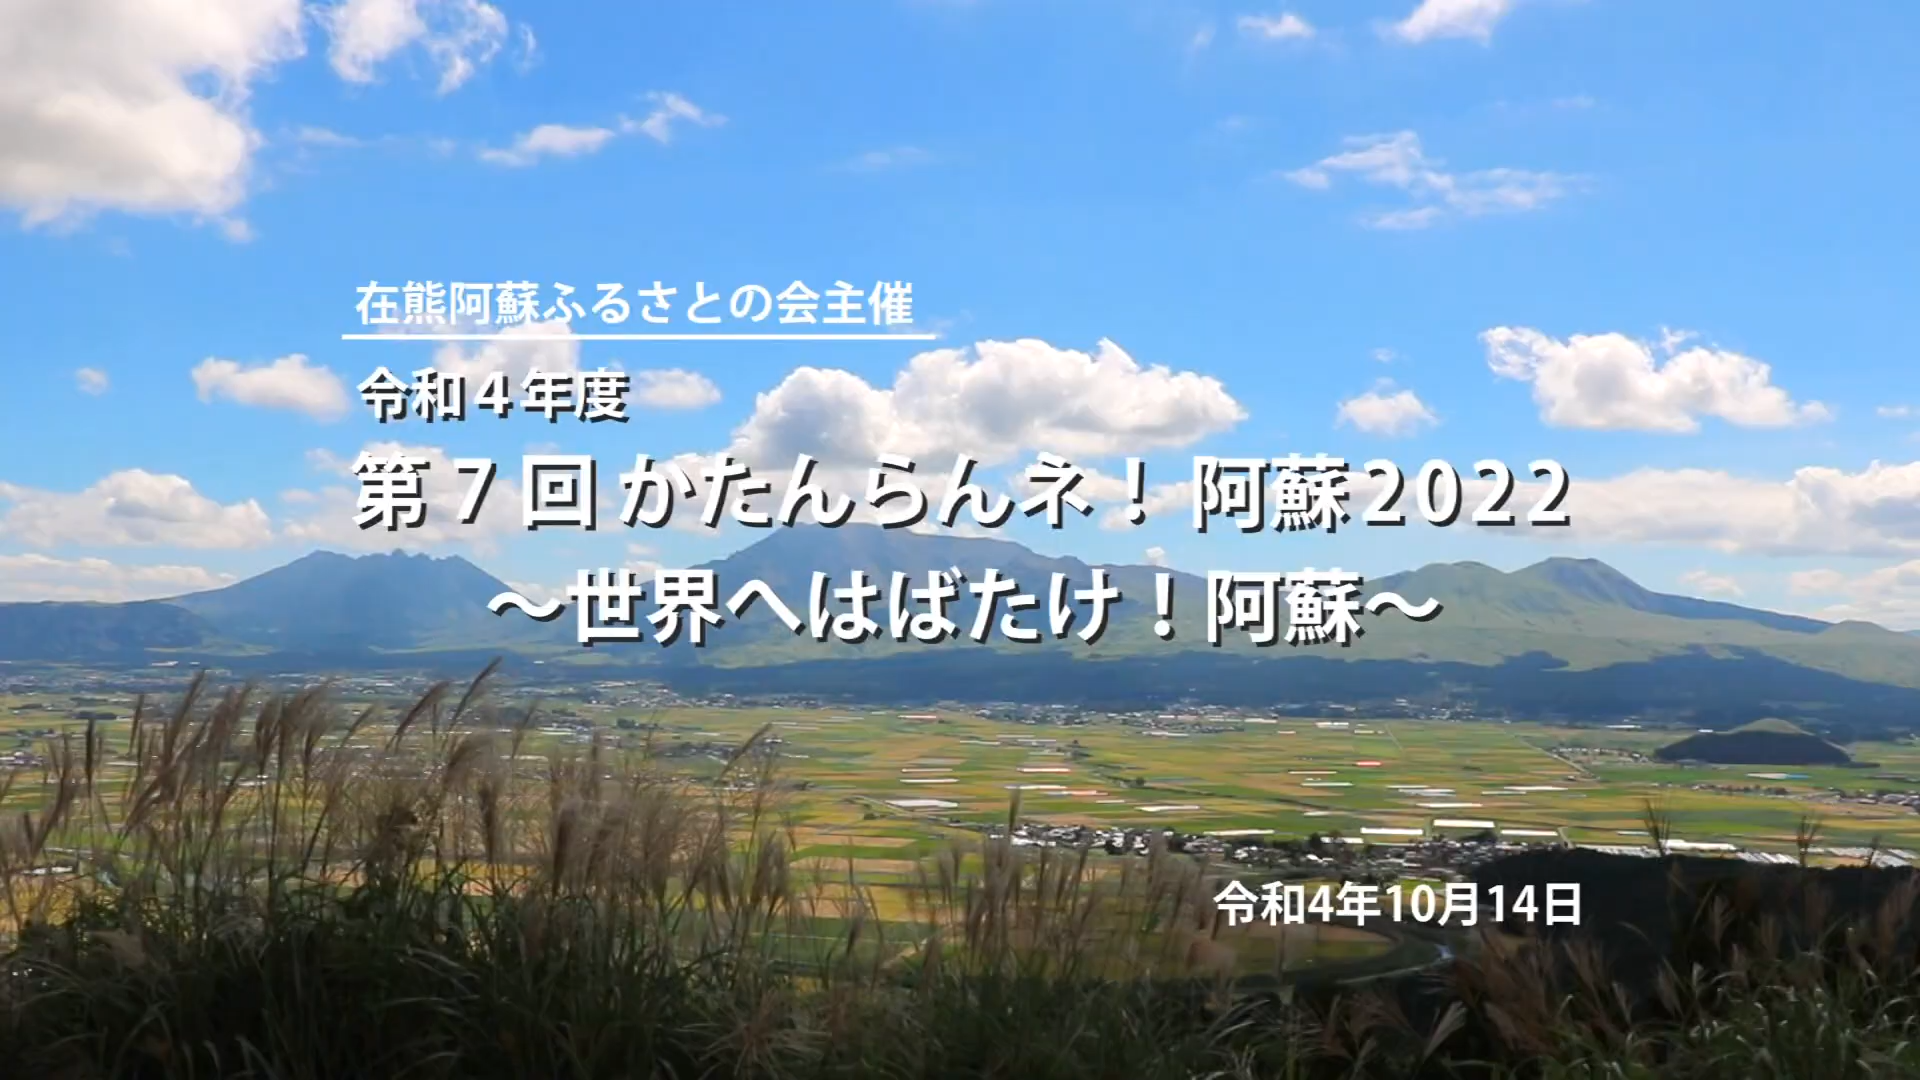 在熊阿蘇ふるさとの会主催
令和４年度
第７回 かたんらんネ！阿蘇2022
～世界へはばたけ！阿蘇～
令和4年10月14日